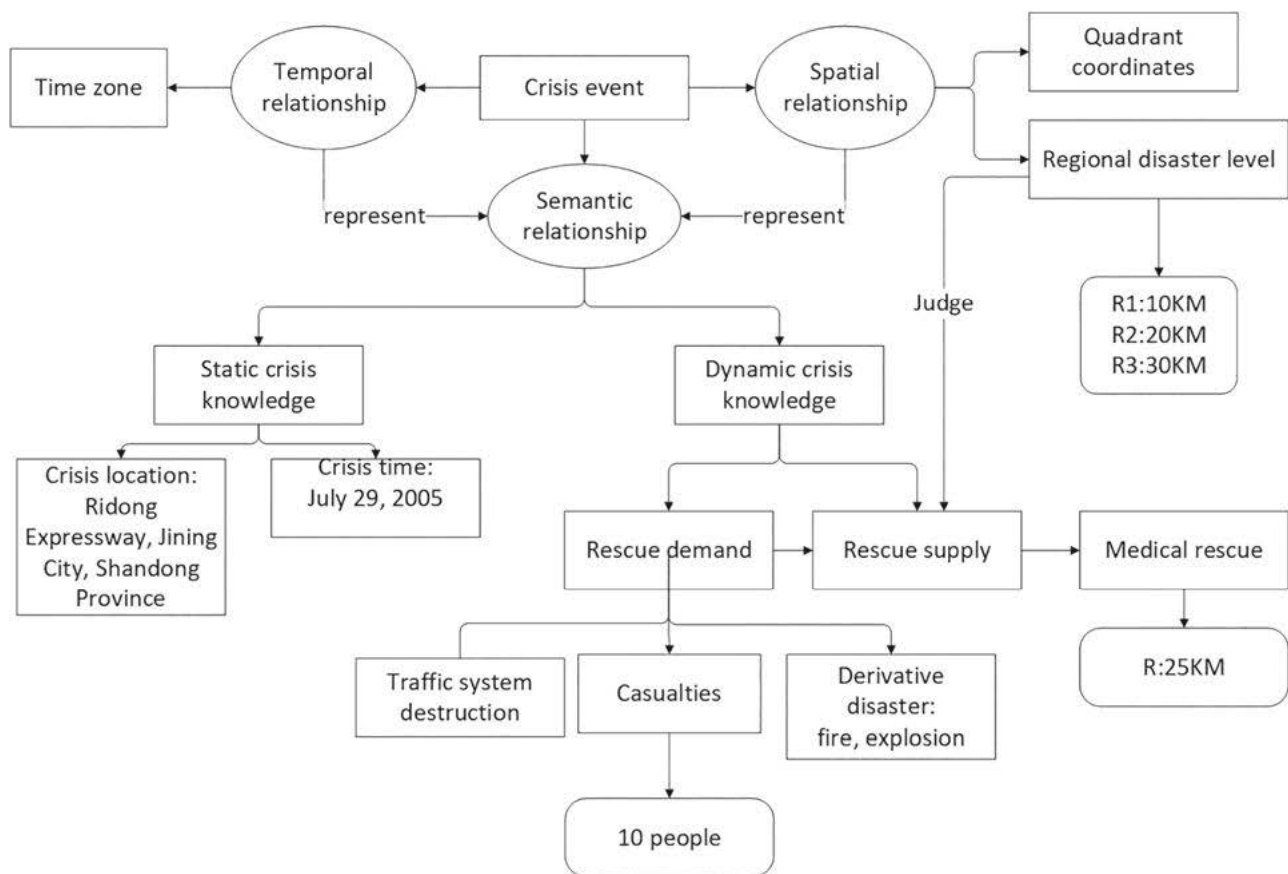 Time zone
Temporal
relationship
Crisis event
Spatial
relationship
Quadrant
coordinates
Regional disaster level
represent
Semantic
relationship
represent
Judge
R1:10KM
R2:20KM
R3:30KM
Static crisis
knowledge
Dynamic crisis
knowledge
Crisis location:
Ridong
Expressway, Jining
City, Shandong
Province
Crisis time:
July 29, 2005
Rescue demand
Rescue supply
Medical rescue
Traffic system
destruction
Casualties
Derivative
disaster:
fire, explosion
R:25KM
10 people